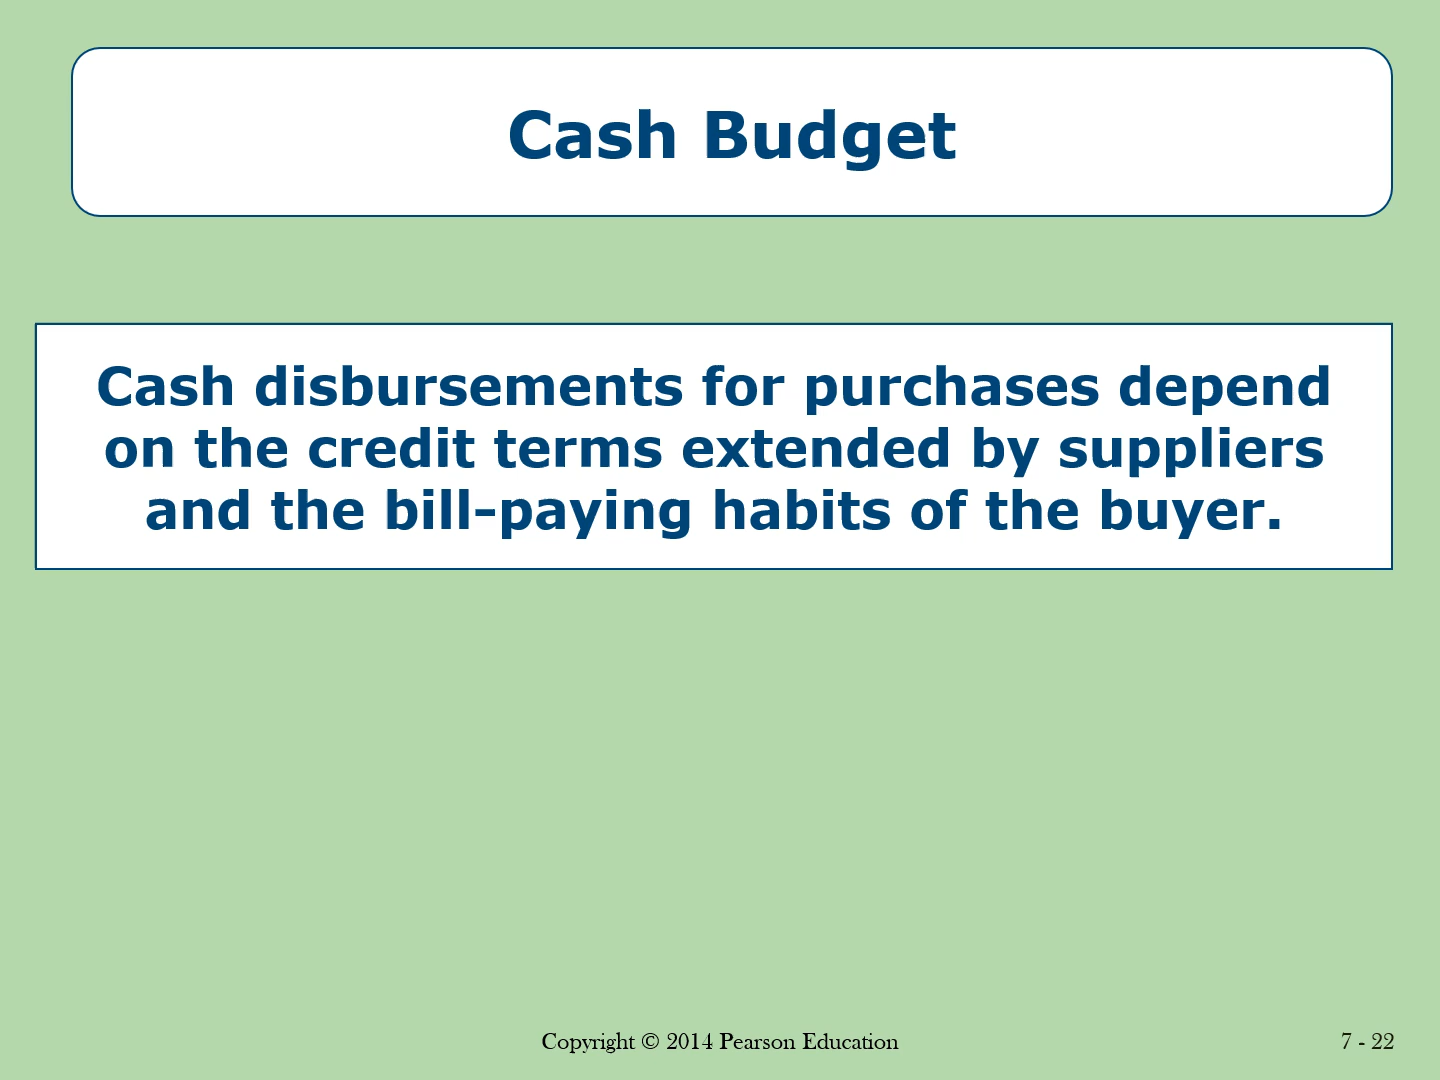 Cash Budget
Cash disbursements for purchases depend
on the credit terms extended by suppliers
and the bill-paying habits of the buyer.
Copyright © 2014 Pearson Education
7 - 22